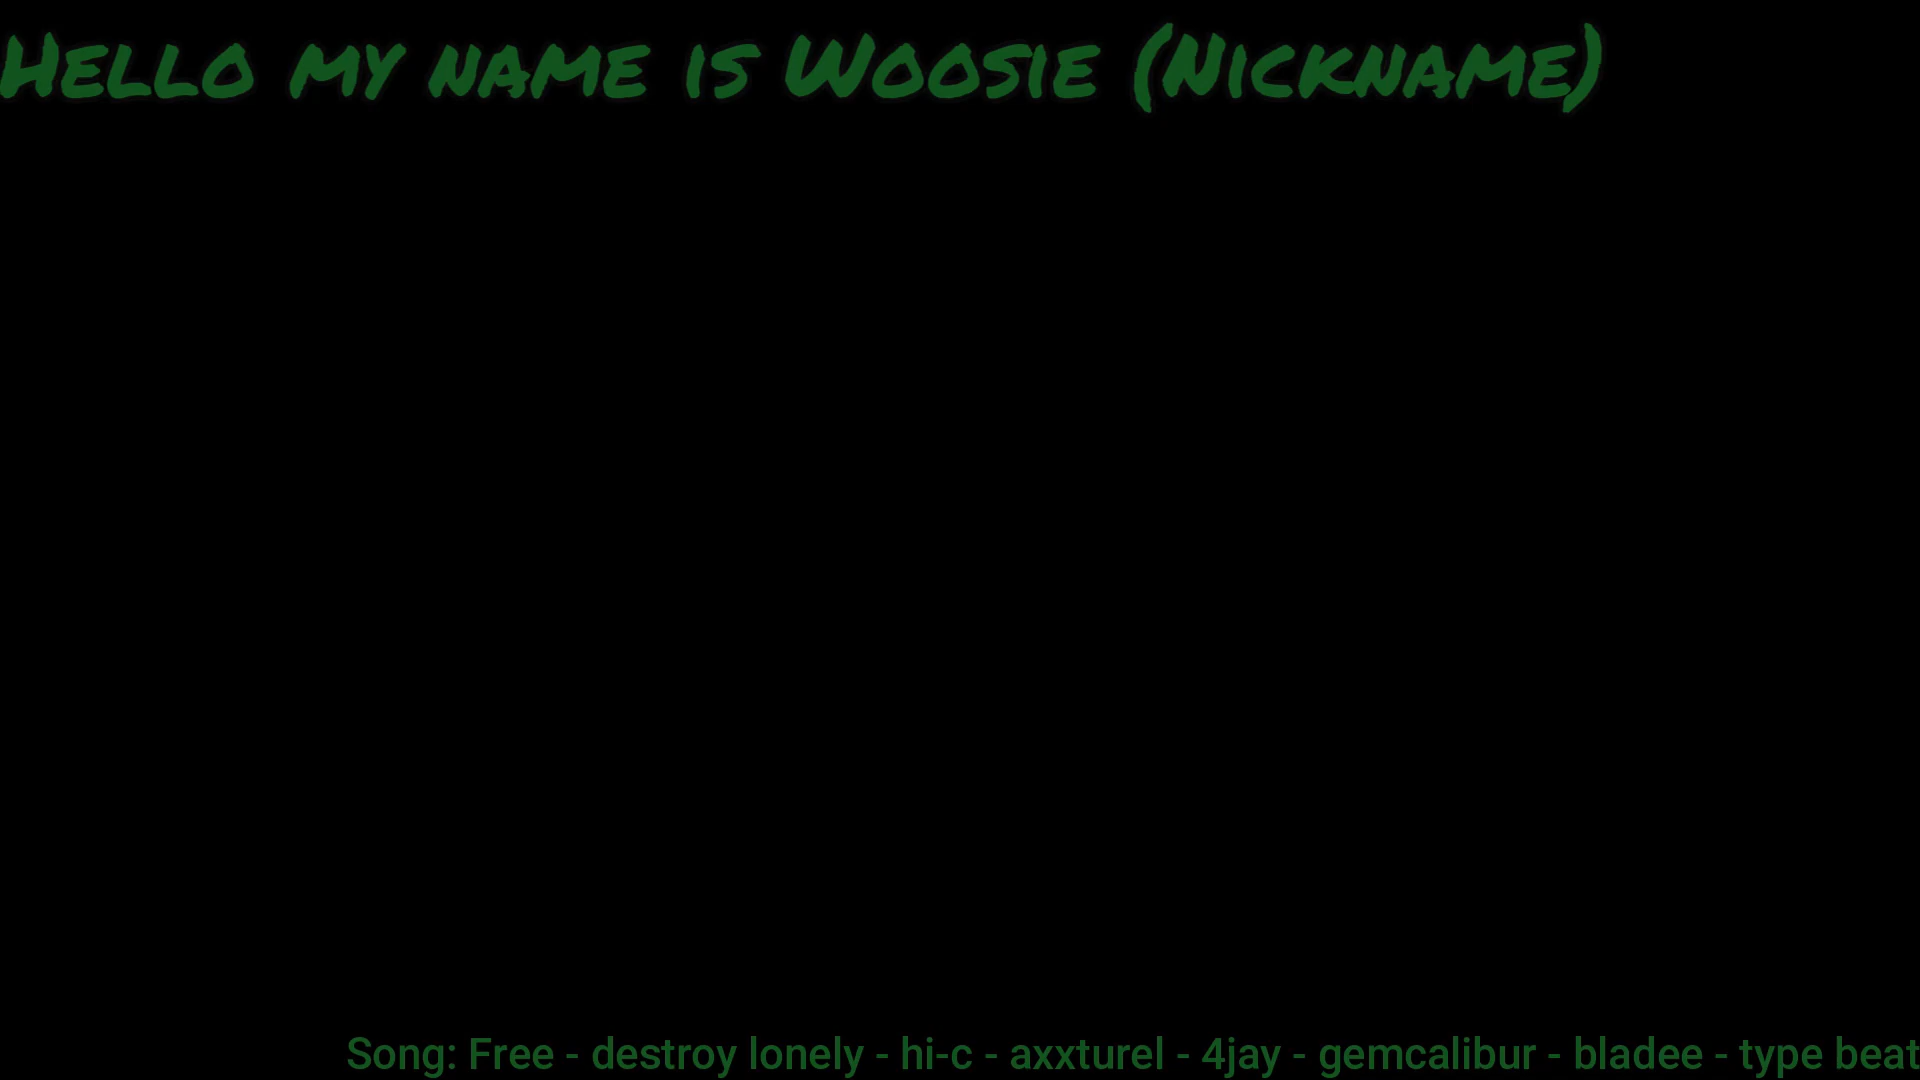 Hello my name is Woosie (Nickname)
Song: Free - destroy lonely - hi-c - axxturel - 4jay - gemcalibur - bladee - type beat